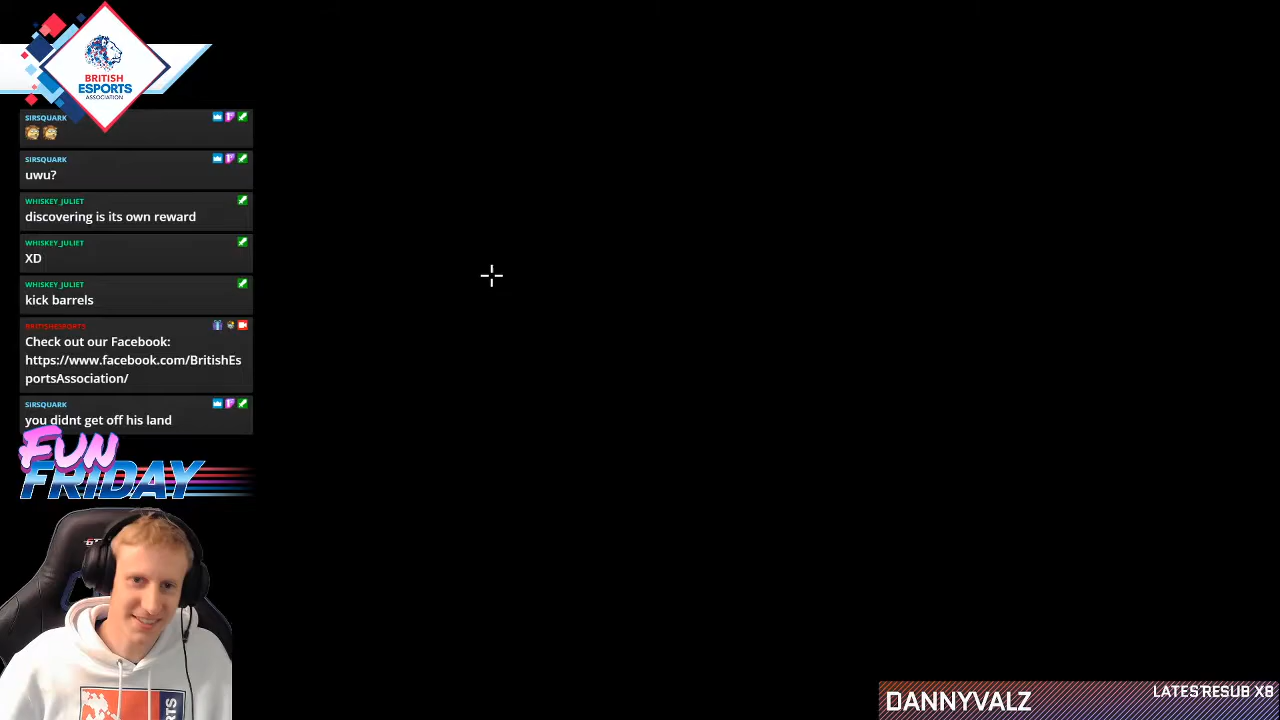 BRITISH
ESPORTS
ASSOCIATION
SIRSQUARK
SIRSQUARK
uwu?
WHISKEY_JULIET
discovering is its own reward
WHISKEY_JULIET
XD
WHISKEY_JULIET
kick barrels
BRITISHESPORTS
Check out our Facebook:
https://www.facebook.com/BritishEs
portsAssociation/
SIRSQUARK
you didnt get off his land
FUN
FRIDAY
DANNYVALZ
LATEST RESUB X8